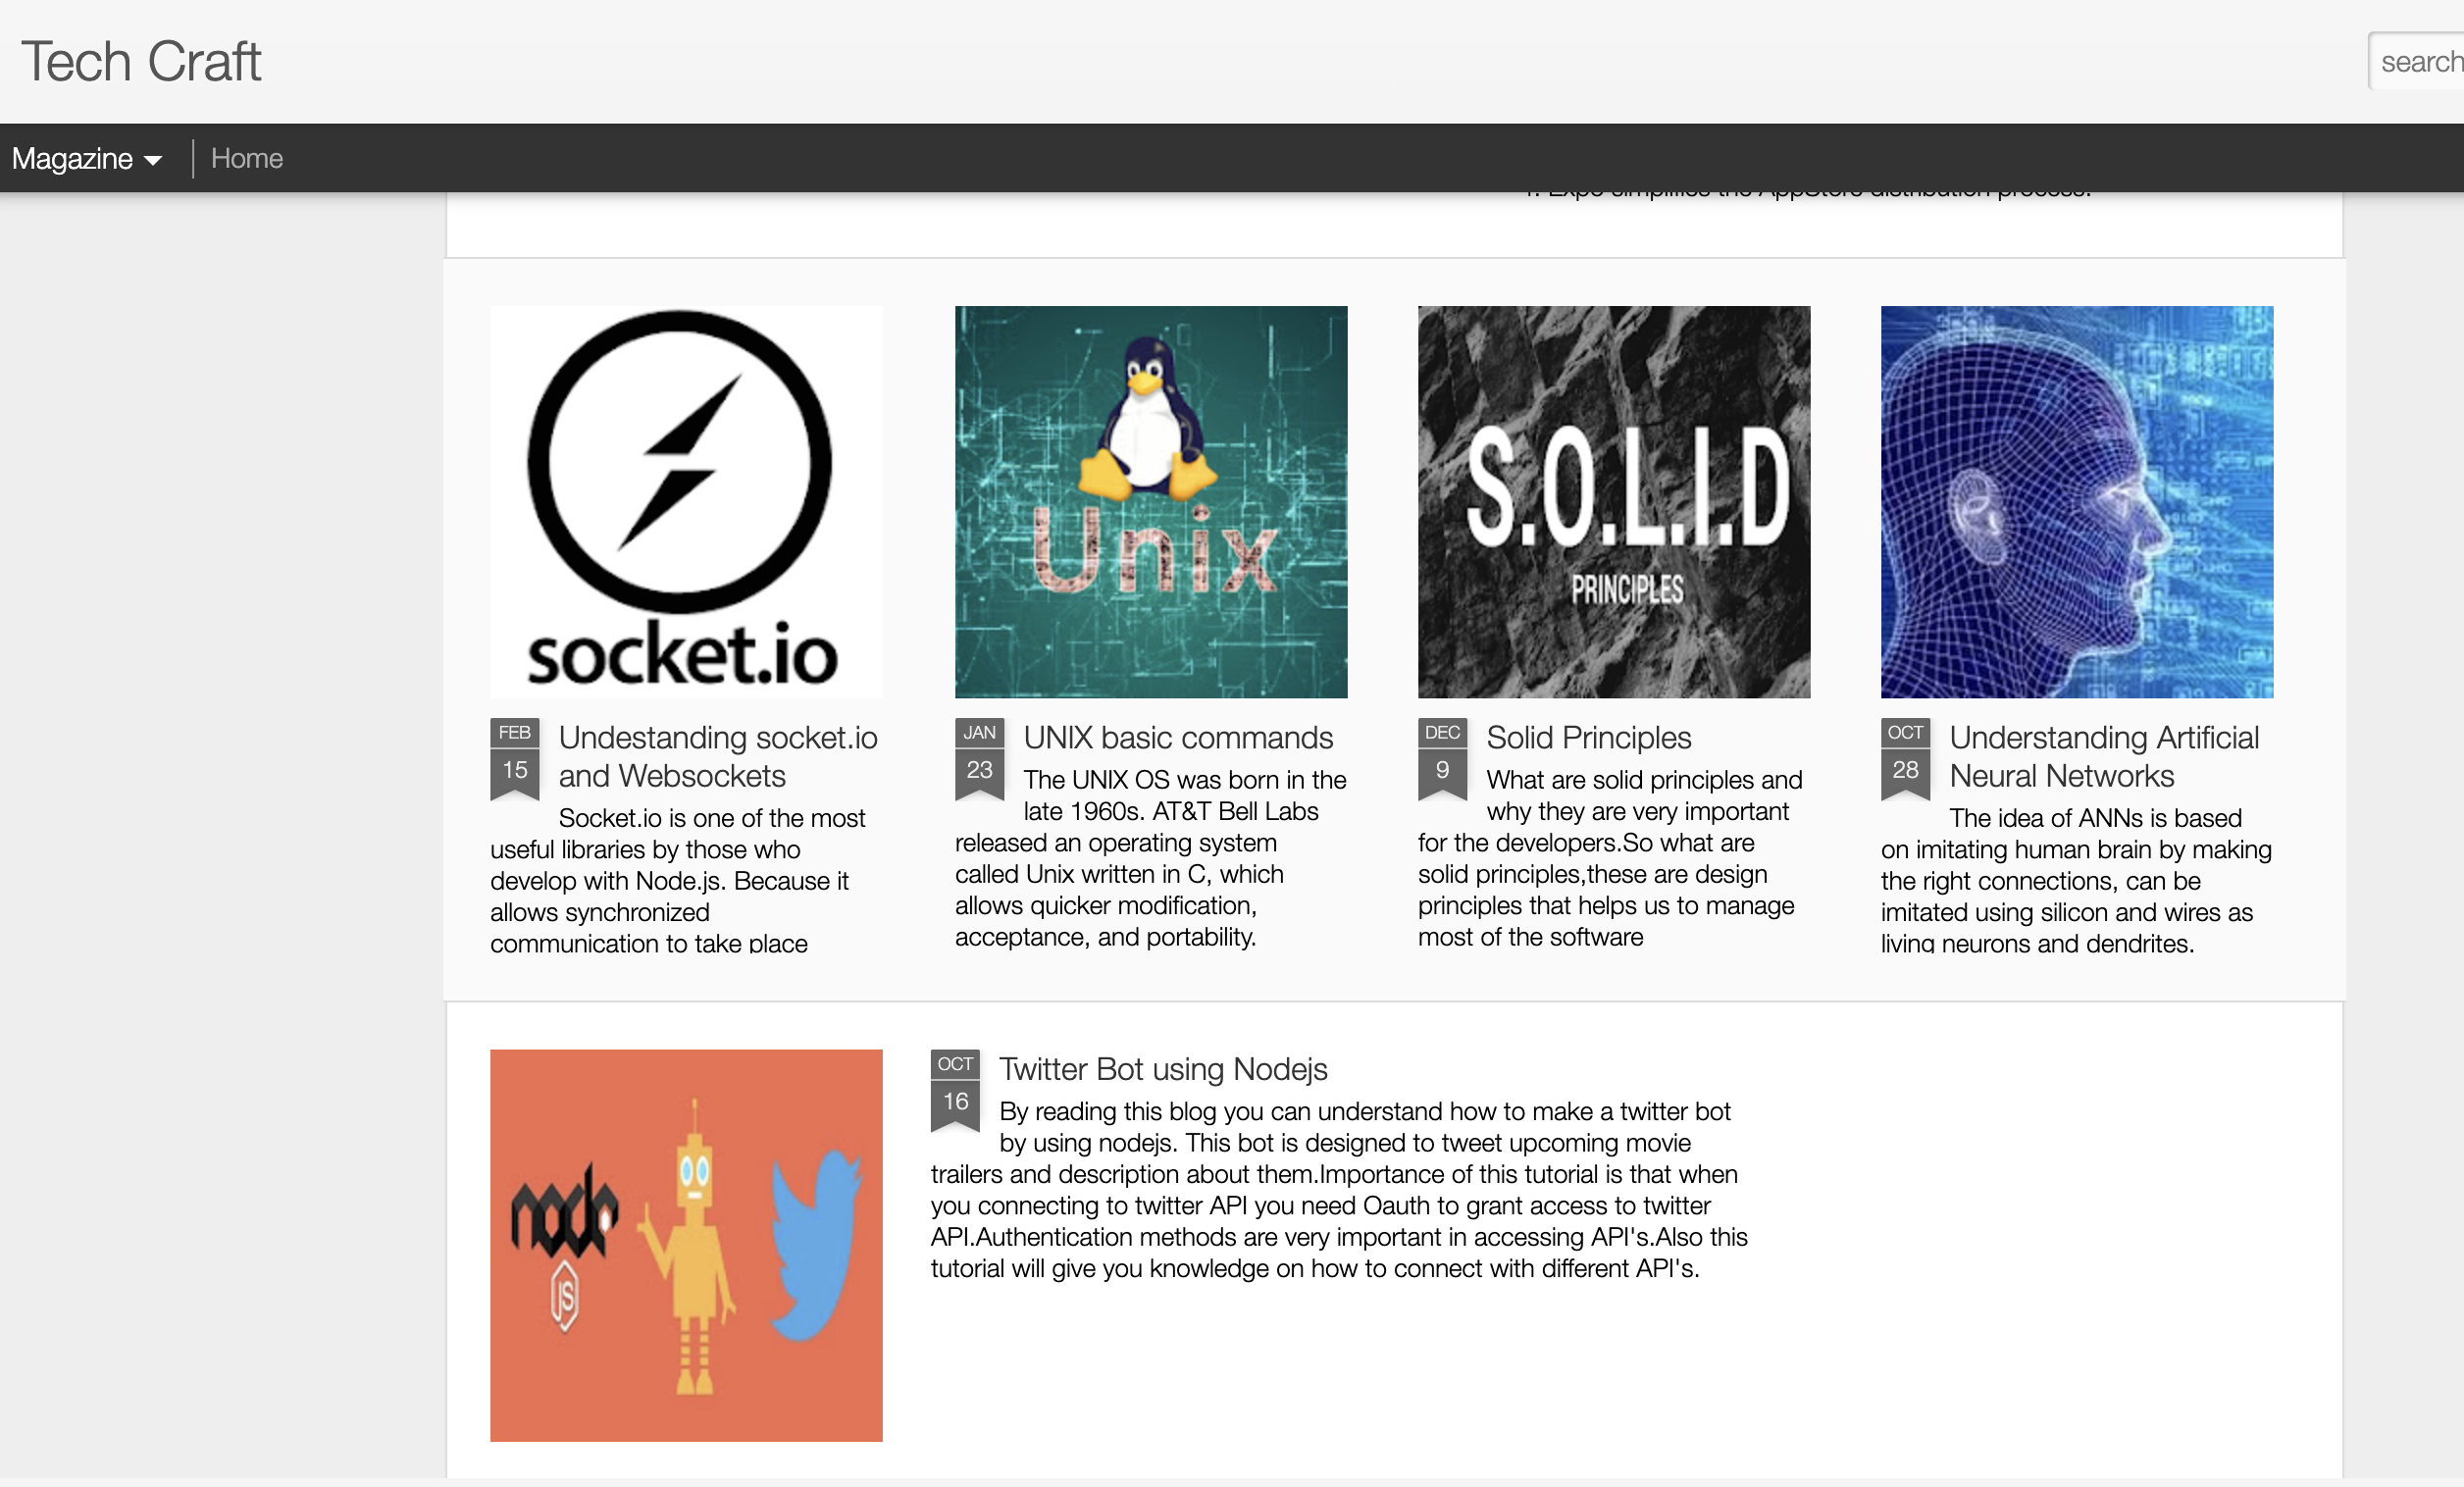 Tech Craft
search
Magazine
Home
1. Expo simplifies the AppStore distribution process.
socket.io
Unix
S.O.L.I.D
PRINCIPLES
FEB
15
Undestanding socket.io
and Websockets
Socket.io is one of the most
useful libraries by those who
develop with Node.js. Because it
allows synchronized
communication to take place
JAN
23
UNIX basic commands
The UNIX OS was born in the
late 1960s. AT&T Bell Labs
released an operating system
called Unix written in C, which
allows quicker modification,
acceptance, and portability.
DEC
9
Solid Principles
What are solid principles and
why they are very important
for the developers.So what are
solid principles,these are design
principles that helps us to manage
most of the software
OCT
28
Understanding Artificial
Neural Networks
The idea of ANNs is based
on imitating human brain by making
the right connections, can be
imitated using silicon and wires as
living neurons and dendrites.
node
JS
OCT
16
Twitter Bot using Nodejs
By reading this blog you can understand how to make a twitter bot
by using nodejs. This bot is designed to tweet upcoming movie
trailers and description about them.Importance of this tutorial is that when
you connecting to twitter API you need Oauth to grant access to twitter
API.Authentication methods are very important in accessing API's.Also this
tutorial will give you knowledge on how to connect with different API's.